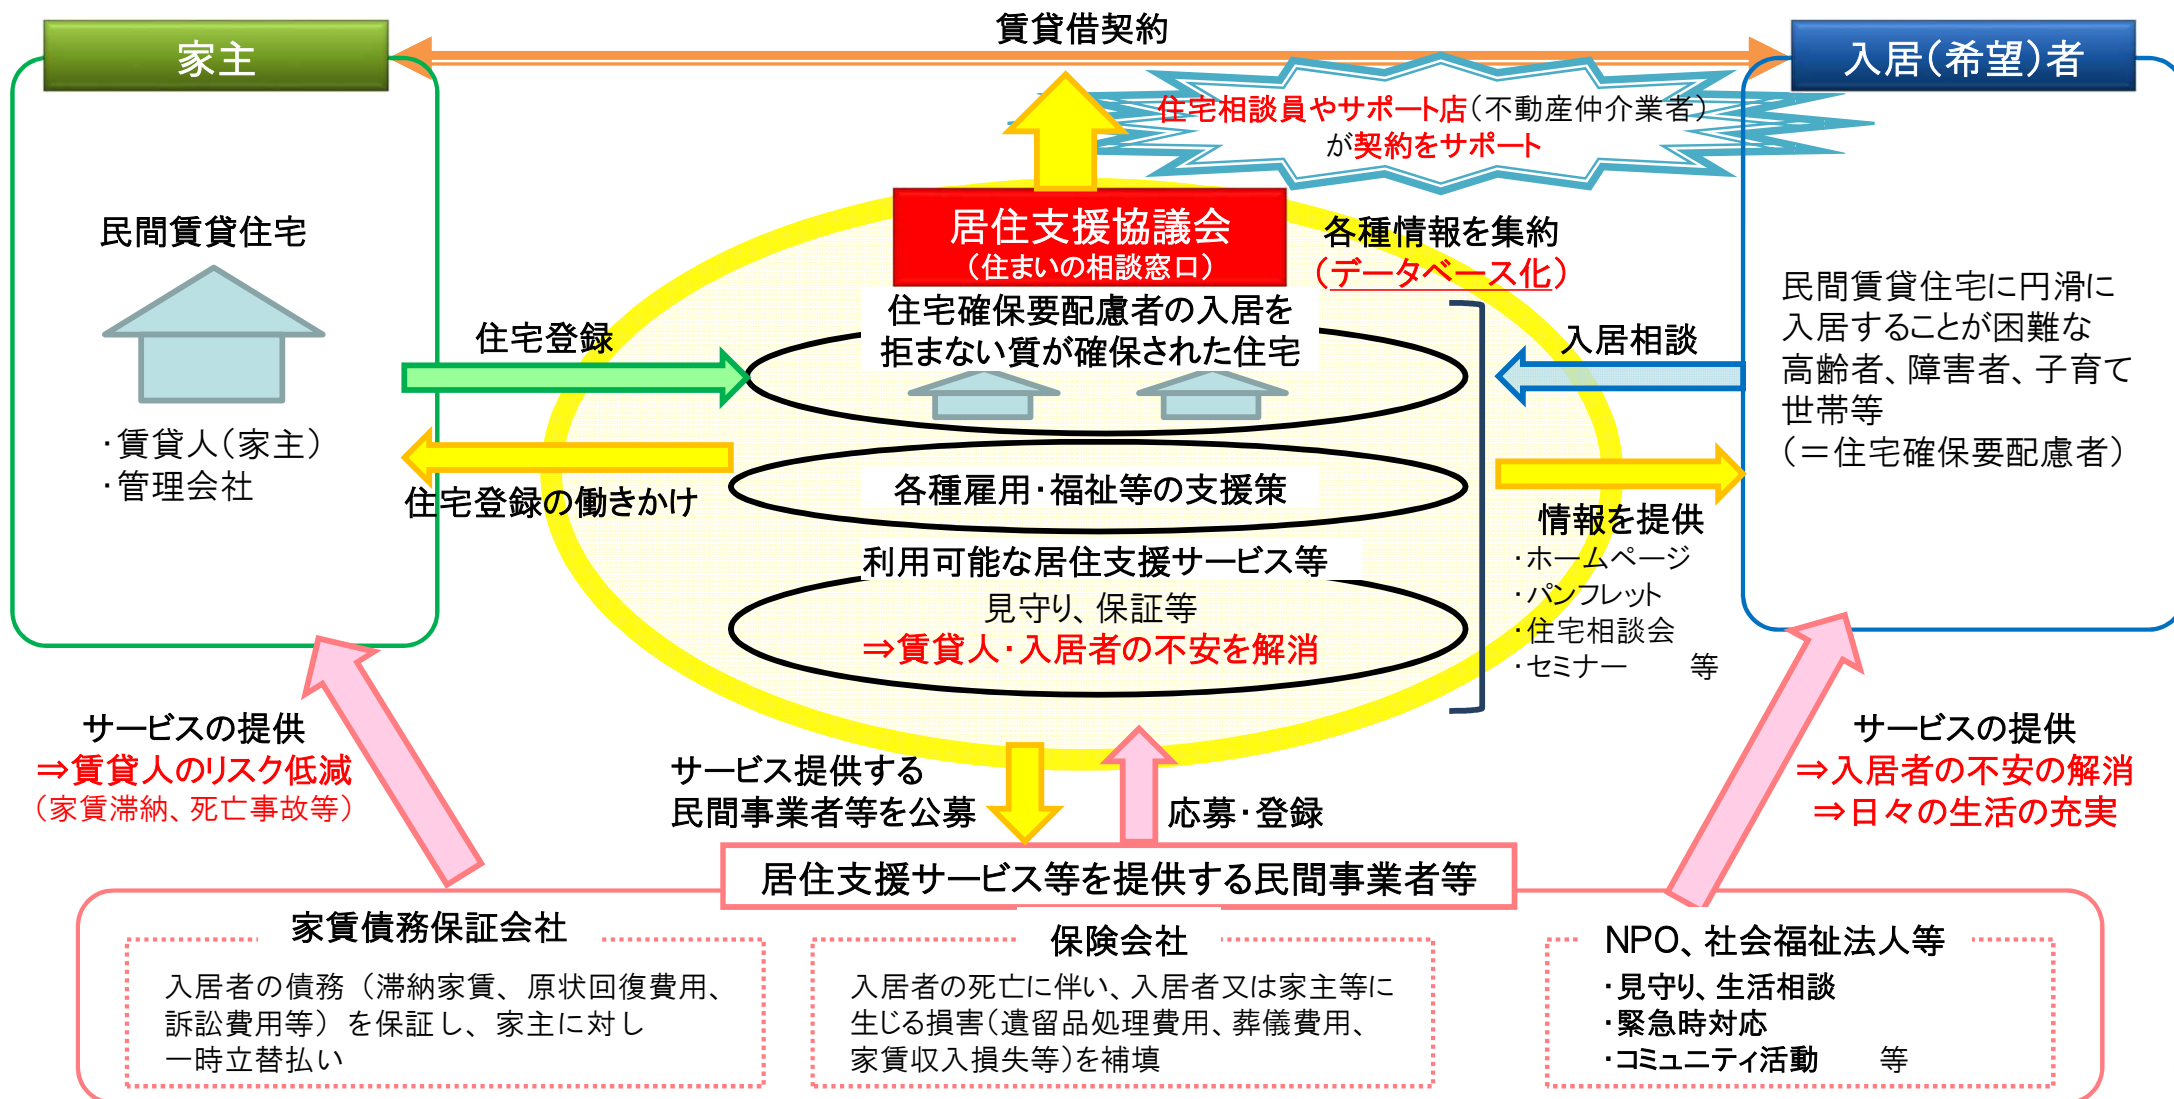 賃貸借契約
家主
入居(希望)者
住宅相談員やサポート店(不動産仲介業者)
が契約をサポート
民間賃貸住宅
・賃貸人(家主)
・管理会社
居住支援協議会
(住まいの相談窓口)
各種情報を集約
(データベース化)
住宅確保要配慮者の入居を
拒まない質が確保された住宅
住宅登録
入居相談
民間賃貸住宅に円滑に
入居することが困難な
高齢者、障害者、子育て
世帯等
(=住宅確保要配慮者)
住宅登録の働きかけ
各種雇用・福祉等の支援策
情報を提供
・ホームページ
・パンフレット
・住宅相談会
・セミナー 等
利用可能な居住支援サービス等
見守り、保証等
⇒賃貸人・入居者の不安を解消
サービスの提供
⇒賃貸人のリスク低減
(家賃滞納、死亡事故等)
サービス提供する
民間事業者等を公募
応募・登録
サービスの提供
⇒入居者の不安の解消
⇒日々の生活の充実
居住支援サービス等を提供する民間事業者等
家賃債務保証会社
入居者の債務(滞納家賃、原状回復費用、
訴訟費用等)を保証し、家主に対し
一時立替払い
保険会社
入居者の死亡に伴い、入居者又は家主等に
生じる損害(遺留品処理費用、葬儀費用、
家賃収入損失等)を補填
NPO、社会福祉法人等
・見守り、生活相談
・緊急時対応
・コミュニティ活動 等